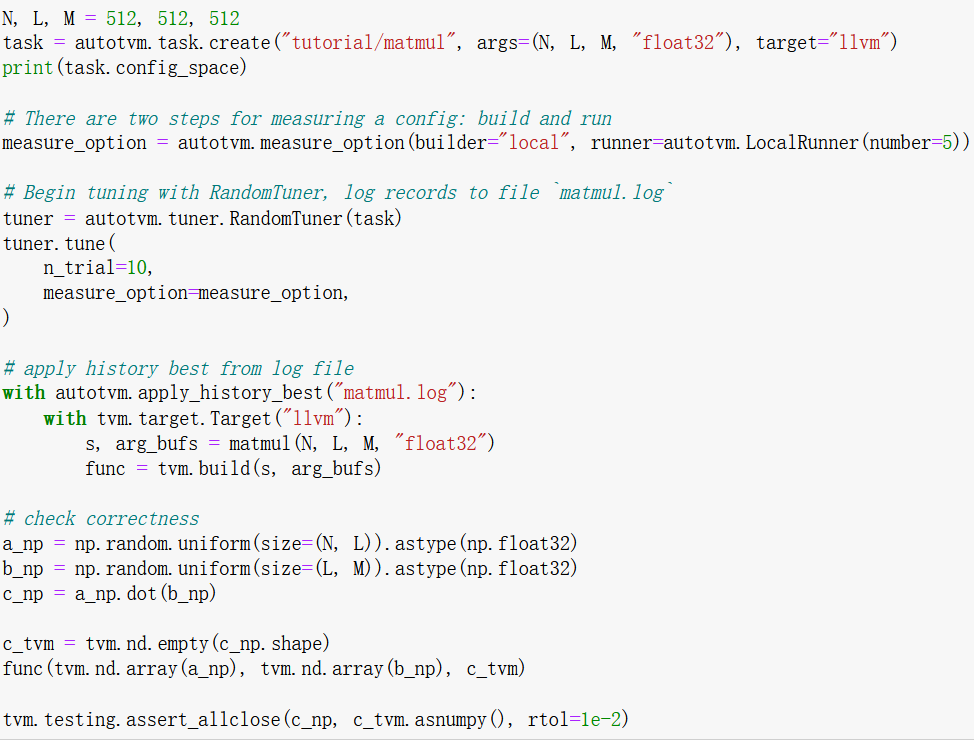 N, L, M = 512, 512, 512
task = autotvm.task.create("tutorial/matmul", args=(N, L, M, "float32"), target="llvm")
print(task.config_space)
# There are two steps for measuring a config: build and run
measure_option = autotvm.measure_option(builder="local", runner=autotvm.LocalRunner(number=5))
# Begin tuning with RandomTuner, log records to file `matmul.log`
tuner = autotvm.tuner.RandomTuner(task)
tuner.tune(
    n_trial=10,
    measure_option=measure_option,
)
# apply history best from log file
with autotvm.apply_history_best("matmul.log"):
    with tvm.target.Target("llvm"):
        s, arg_bufs = matmul(N, L, M, "float32")
        func = tvm.build(s, arg_bufs)
# check correctness
a_np = np.random.uniform(size=(N, L)).astype(np.float32)
b_np = np.random.uniform(size=(L, M)).astype(np.float32)
c_np = a_np.dot(b_np)
c_tvm = tvm.nd.empty(c_np.shape)
func(tvm.nd.array(a_np), tvm.nd.array(b_np), c_tvm)
tvm.testing.assert_allclose(c_np, c_tvm.asnumpy(), rtol=1e-2)